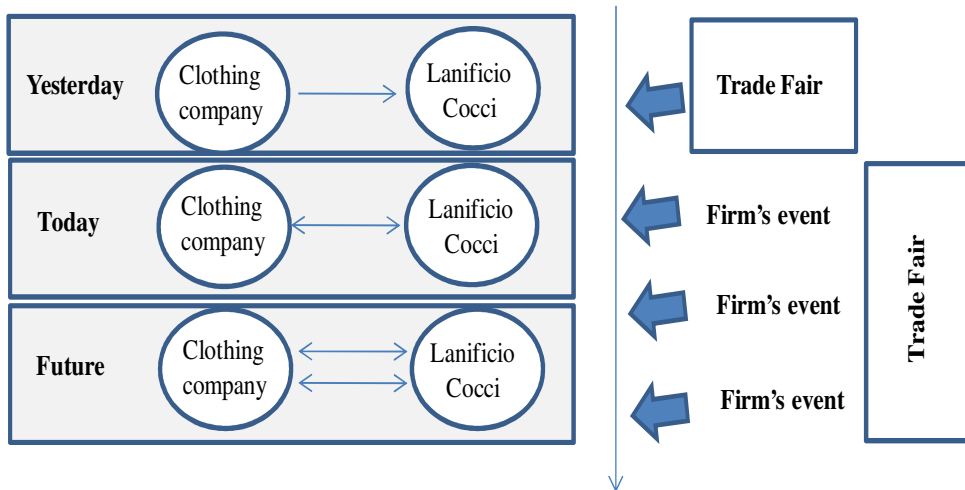 Yesterday
Clothing
company
Lanificio
Cocci
Trade Fair
Today
Clothing
company
Lanificio
Cocci
Firm's event
Firm's event
Future
Clothing
company
Lanificio
Cocci
Firm's event
Trade Fair